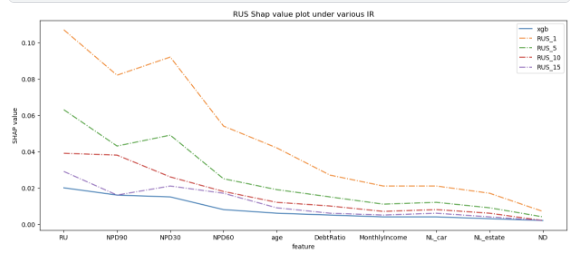 RUS Shap value plot under various IR
xgb
RUS_1
RUS_5
RUS_10
RUS_15
0.10
0.08
0.06
0.04
0.02
0.00
SHAP value
RU NPD90 NPD30 NPD60 age DebtRatio MonthlyIncome NL_car NL_estate ND
feature